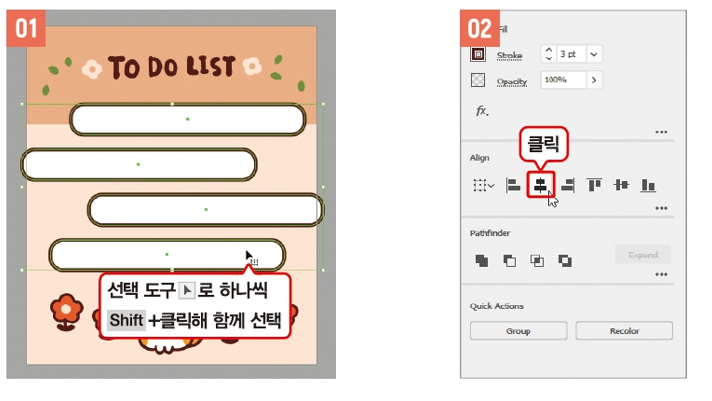 01
TO DO LIST
선택 도구 로 하나씩
Shift +클릭해 함께 선택
02
Stroke
3 pt
Opacity
100%
fx.
클릭
Align
Pathfinder
Expand
Quick Actions
Group
Recolor